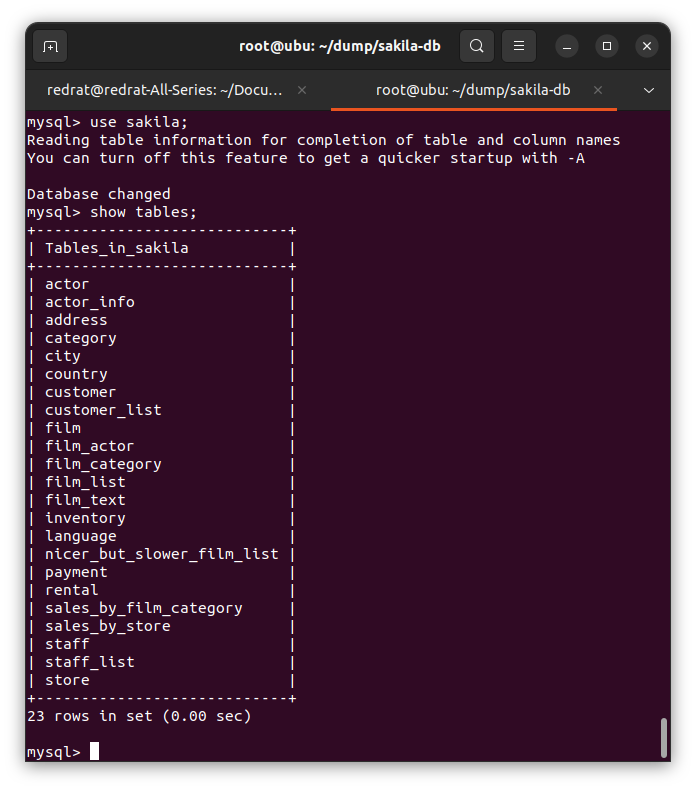 root@ubu: ~/dump/sakila-db
redrat@redrat-All-Series: ~/Docu...
root@ubu: ~/dump/sakila-db
mysql> use sakila;
Reading table information for completion of table and column names
You can turn off this feature to get a quicker startup with -A
Database changed
mysql> show tables;
+----------------------------+
| Tables_in_sakila           |
+----------------------------+
| actor                      |
| actor_info                 |
| address                    |
| category                   |
| city                       |
| country                    |
| customer                   |
| customer_list              |
| film                       |
| film_actor                 |
| film_category              |
| film_list                  |
| film_text                  |
| inventory                  |
| language                   |
| nicer_but_slower_film_list |
| payment                    |
| rental                     |
| sales_by_film_category     |
| sales_by_store             |
| staff                      |
| staff_list                 |
| store                      |
+----------------------------+
23 rows in set (0.00 sec)
mysql>